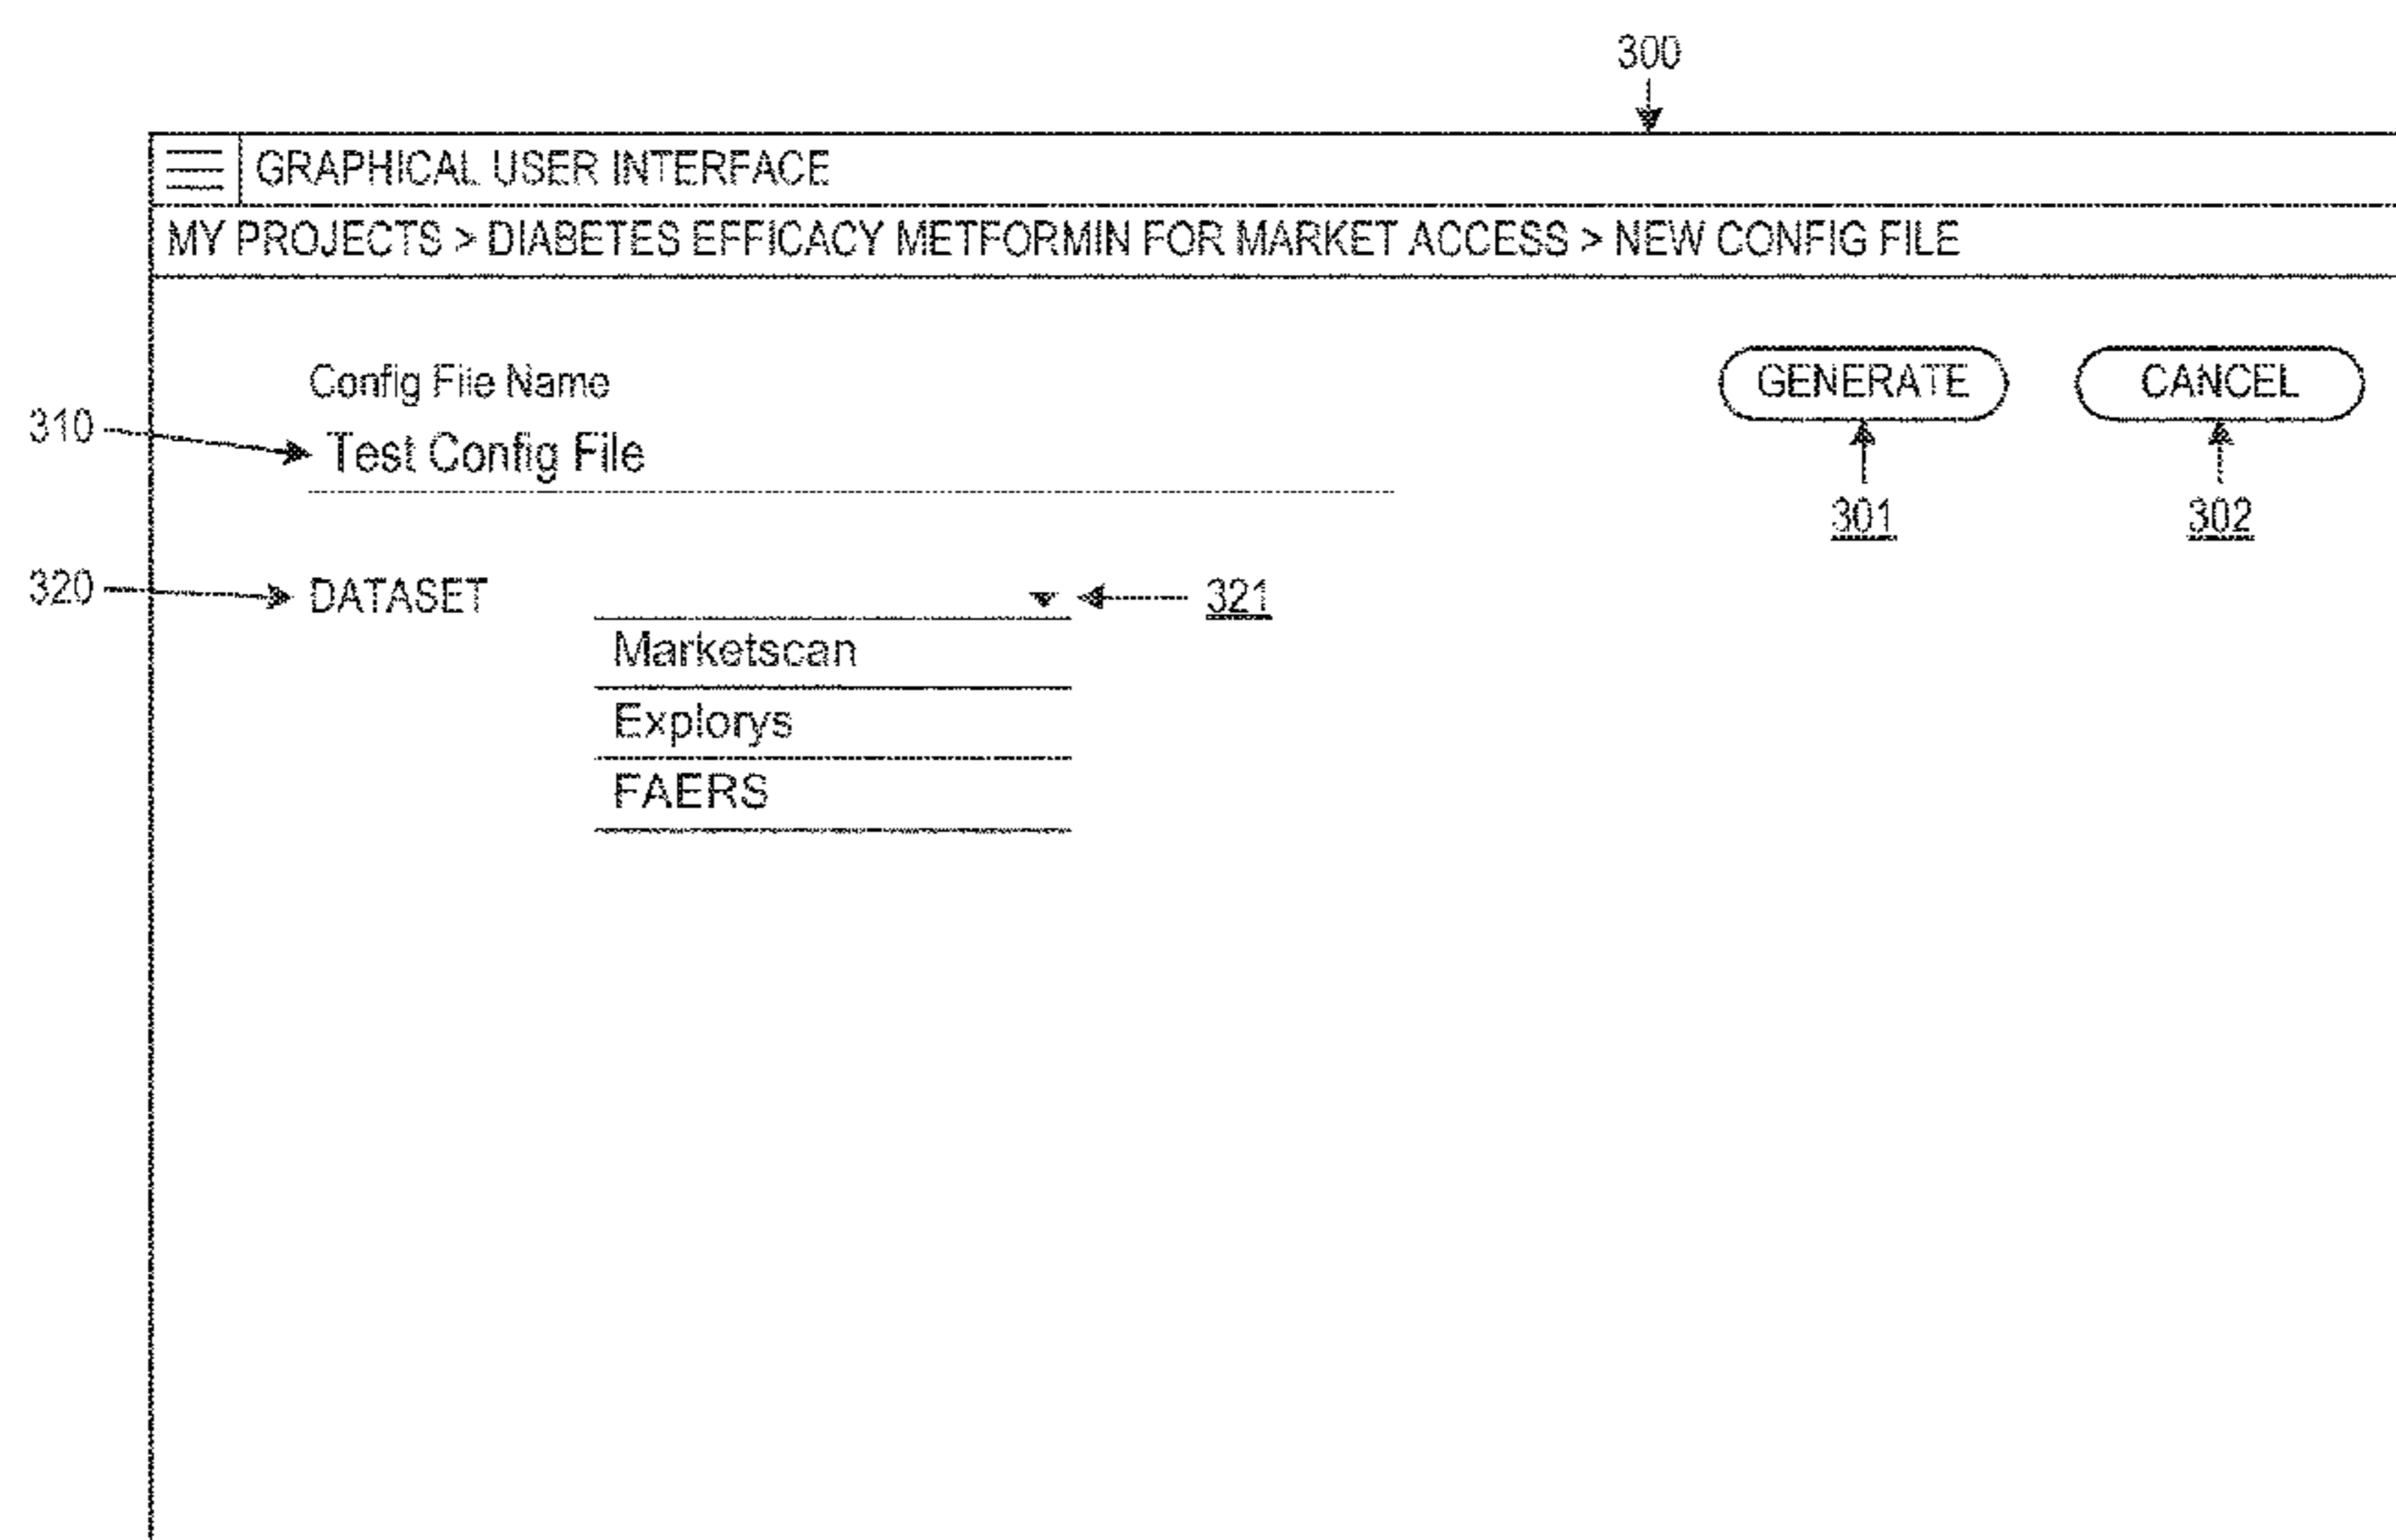 300
GRAPHICAL USER INTERFACE
MY PROJECTS > DIABETES EFFICACY METFORMIN FOR MARKET ACCESS > NEW CONFIG FILE
Config File Name GENERATE CANCEL
310 Test Config File
301 302
320 DATASET 321
Marketscan
Explorys
FAERS